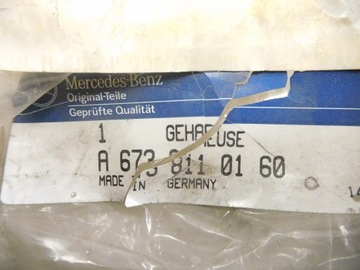 Mercedes-Benz
Original-Teile
Geprüfte Qualität
1 GEHAEUSE
A 673 811 01 60
MADE IN GERMANY